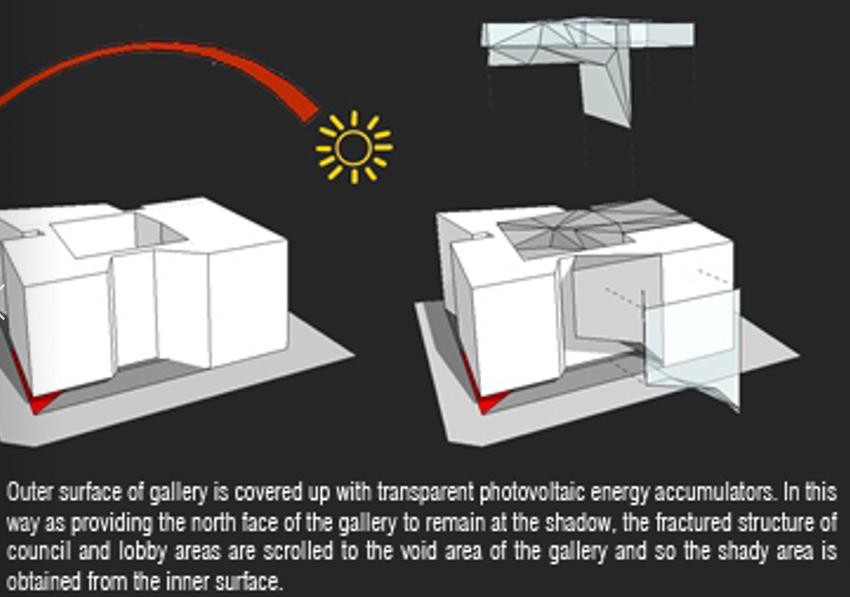 Outer surface of gallery is covered up with transparent photovoltaic energy accumulators. In this
way as providing the north face of the gallery to remain at the shadow, the fractured structure of
council and lobby areas are scrolled to the void area of the gallery and so the shady area is
obtained from the inner surface.